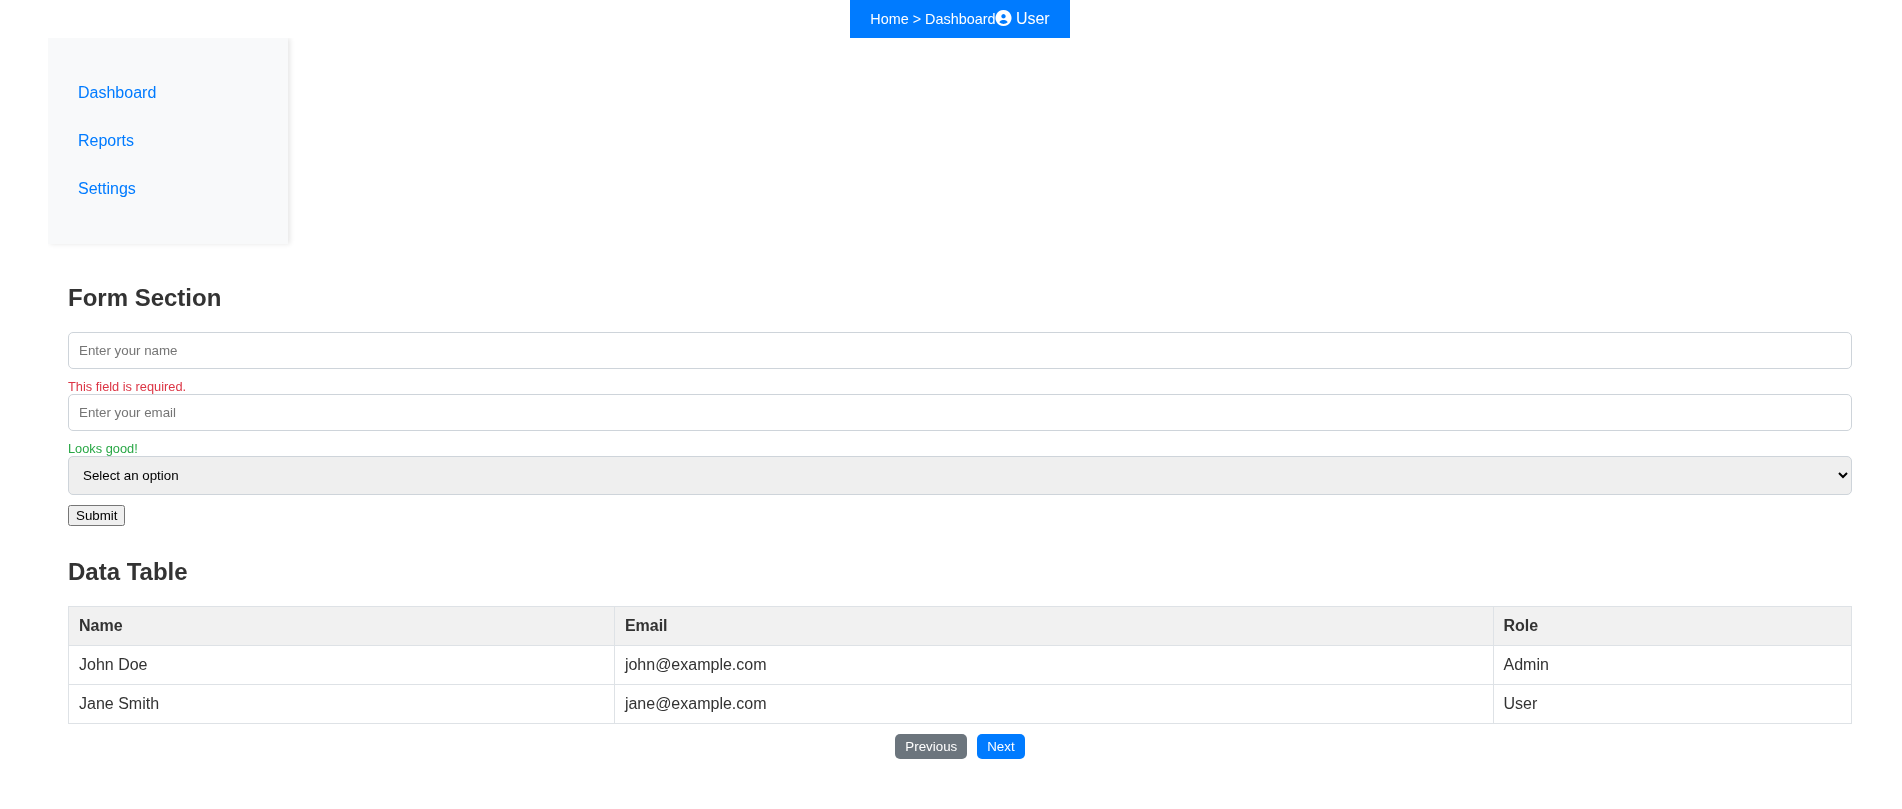 Home > Dashboard User
Dashboard
Reports
Settings
Form Section
Enter your name
This field is required.
Enter your email
Looks good!
Select an option
Submit
Data Table
Name Email Role
John Doe john@example.com Admin
Jane Smith jane@example.com User
Previous Next